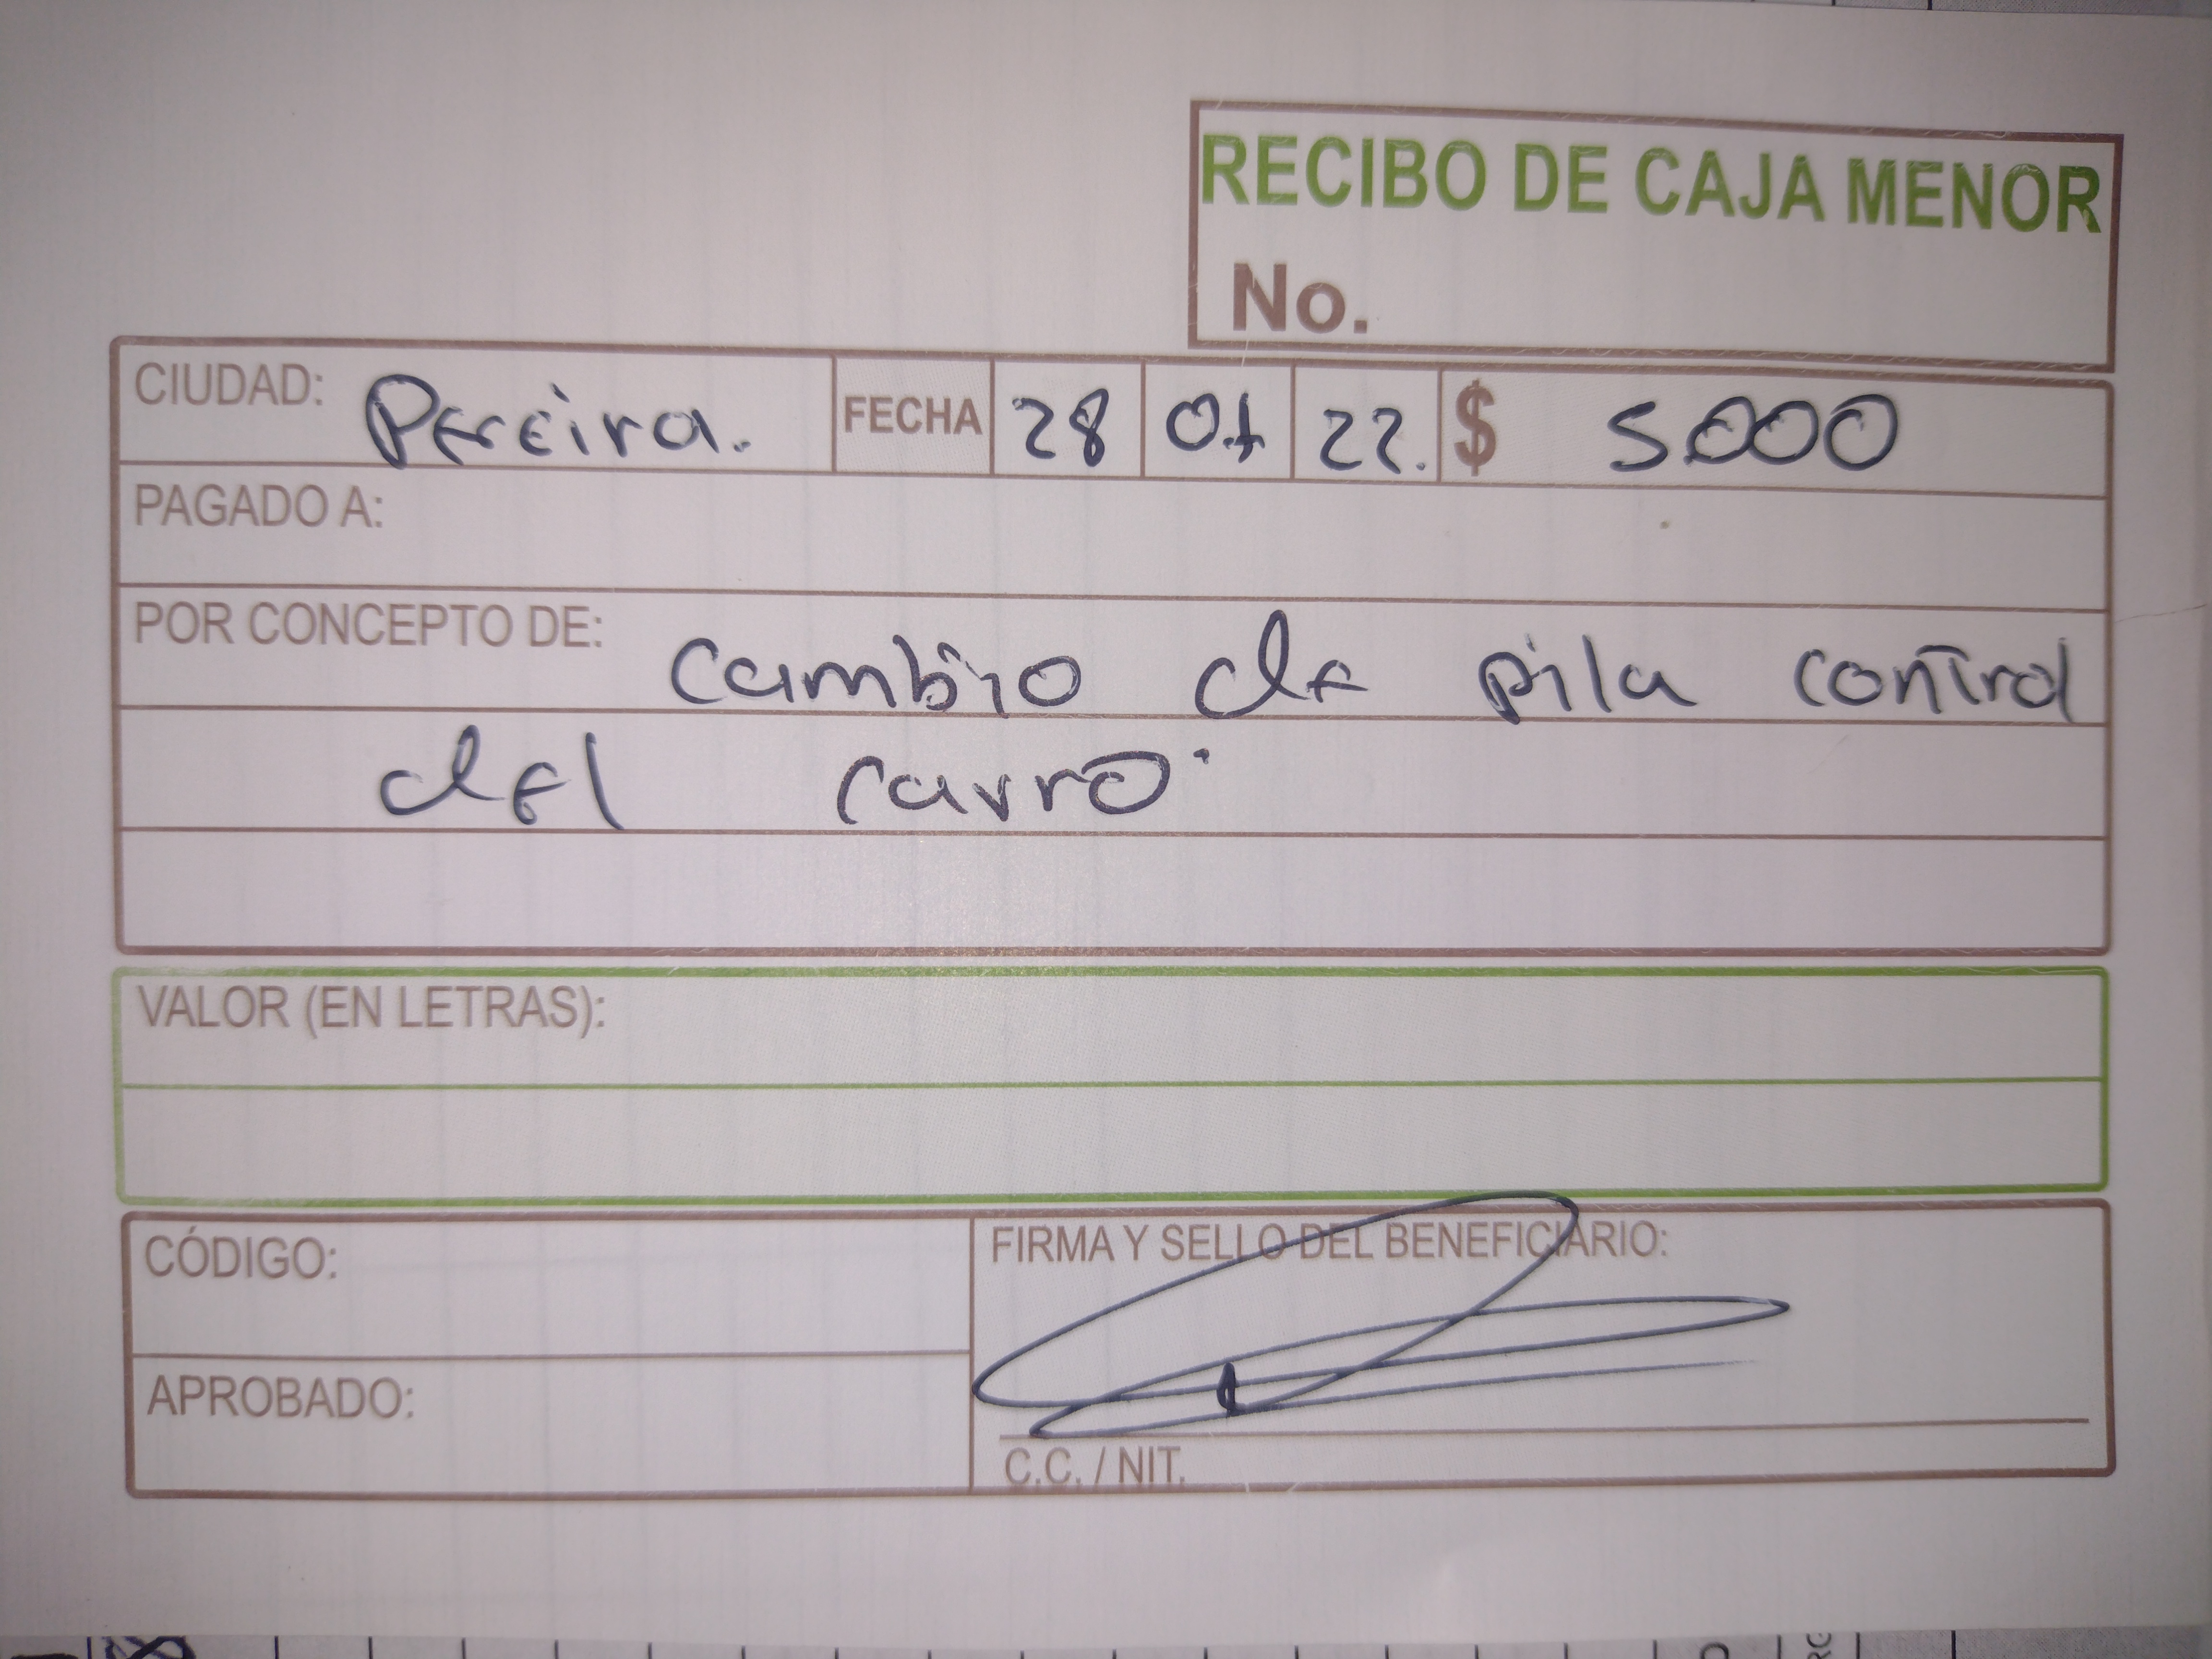 RECIBO DE CAJA MENOR
No.
CIUDAD: Pereira. FECHA 28 01 22. $ 5.000
PAGADO A:
POR CONCEPTO DE: cambio de pila control
del carro.
VALOR (EN LETRAS):
CÓDIGO:
FIRMA Y SELLO DEL BENEFICIARIO:
APROBADO:
C.C. / NIT.